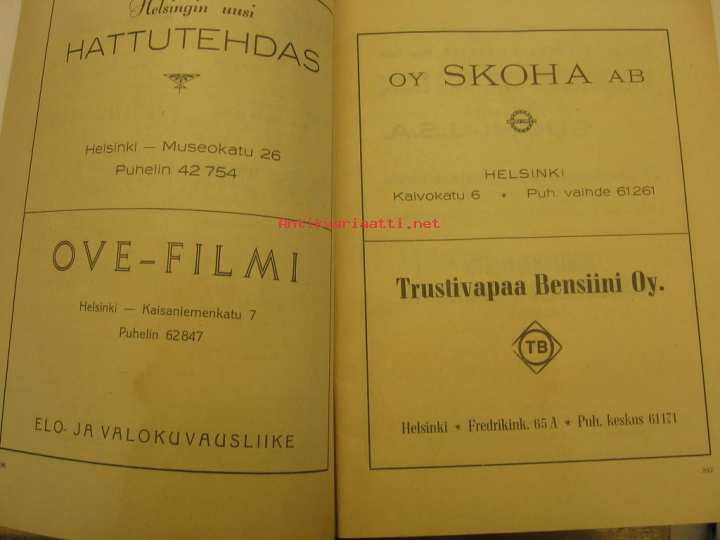 Helsingin uusi
HATTUTEHDAS
Helsinki — Museokatu 26
Puhelin 42 754
OVE-FILMI
Helsinki — Kaisaniemenkatu 7
Puhelin 62847
ELO- JA VALOKUVAUSLIIKE
OY SKOHA AB
HELSINKI
Kaivokatu 6 • Puh. vaihde 61261
Trustivapaa Bensiini Oy.
TB
Helsinki * Fredrikink. 65 A * Puh. keskus 61171
Antikvariaatti.net